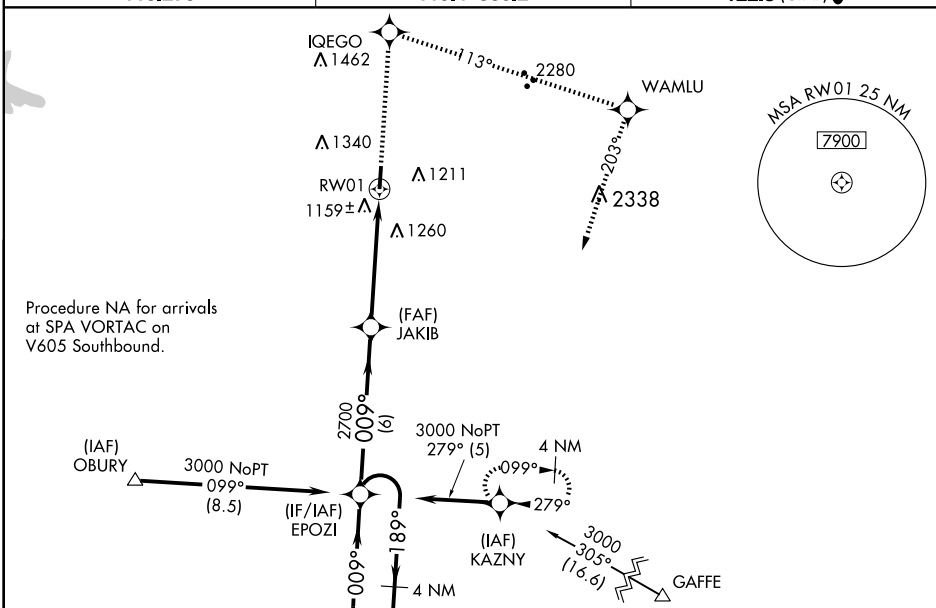 IQEGO
1462
113°
2280
WAMLU
MSA RW01 25 NM
7900
1340
203°
RW01
1211
1159±
2338
1260
Procedure NA for arrivals
at SPA VORTAC on
V605 Southbound.
(FAF)
JAKIB
2700
009°
(6)
3000 NoPT
279° (5)
4 NM
099°
279°
(IAF)
OBURY
3000 NoPT
099°
(8.5)
(IF/IAF)
EPOZI
189°
(IAF)
KAZNY
3000
305°
(16.6)
GAFFE
009°
4 NM